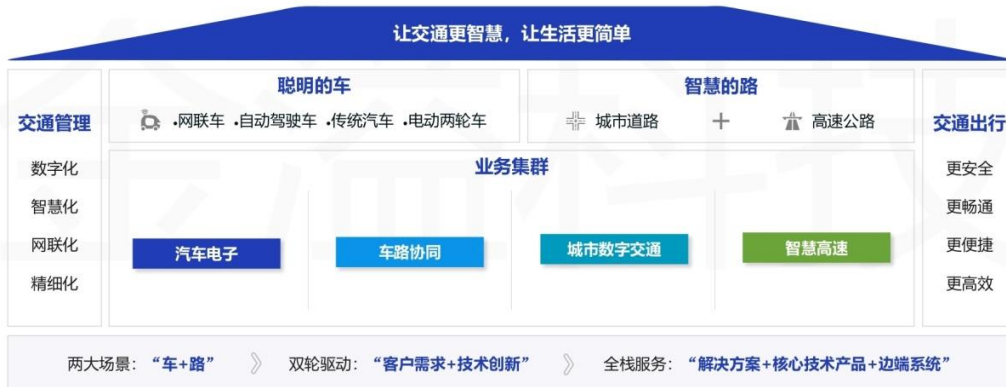 让交通更智慧，让生活更简单
交通管理
数字化
智慧化
网联化
精细化
聪明的车
•网联车 •自动驾驶车 •传统汽车 •电动两轮车
智慧的路
城市道路 + 高速公路
业务集群
汽车电子
车路协同
城市数字交通
智慧高速
交通出行
更安全
更畅通
更便捷
更高效
两大场景：“车+路” 》 双轮驱动：“客户需求+技术创新” 》 全栈服务：“解决方案+核心技术产品+边端系统”
金溢科技